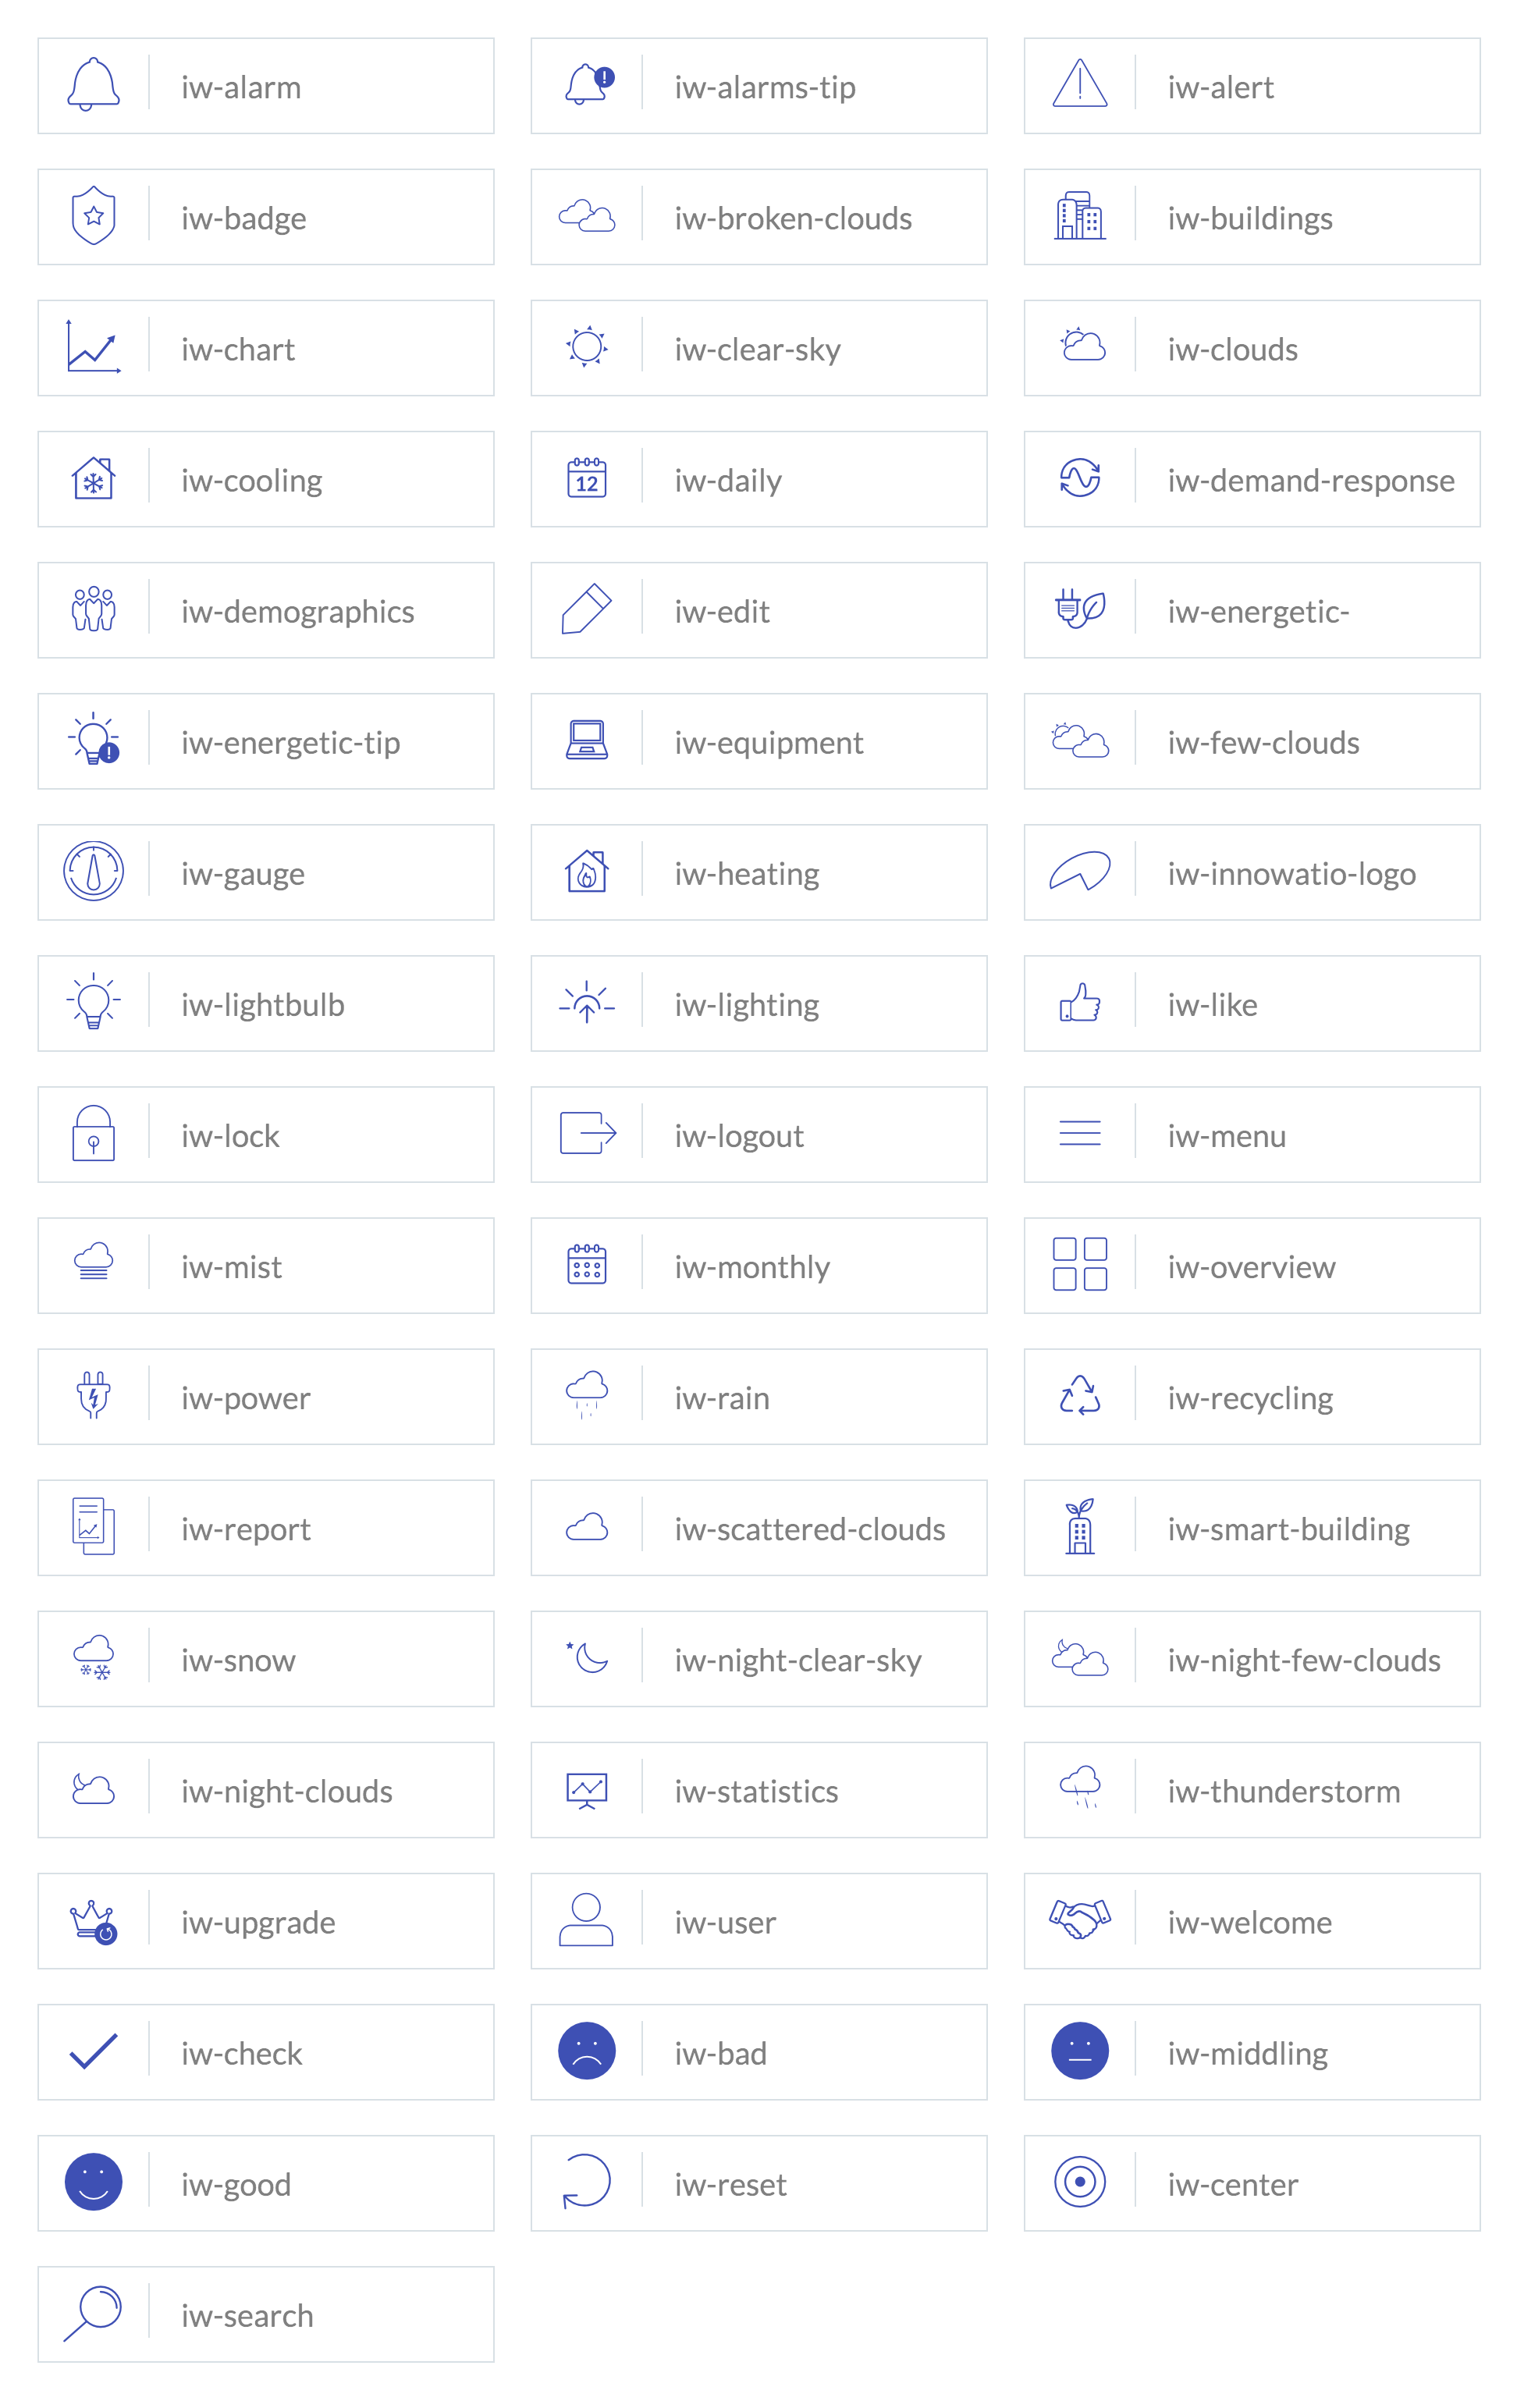 iw-alarm
iw-alarms-tip
iw-alert
iw-badge
iw-broken-clouds
iw-buildings
iw-chart
iw-clear-sky
iw-clouds
iw-cooling
12
iw-daily
iw-demand-response
iw-demographics
iw-edit
iw-energetic-
iw-energetic-tip
iw-equipment
iw-few-clouds
iw-gauge
iw-heating
iw-innowatio-logo
iw-lightbulb
iw-lighting
iw-like
iw-lock
iw-logout
iw-menu
iw-mist
iw-monthly
iw-overview
iw-power
iw-rain
iw-recycling
iw-report
iw-scattered-clouds
iw-smart-building
iw-snow
iw-night-clear-sky
iw-night-few-clouds
iw-night-clouds
iw-statistics
iw-thunderstorm
iw-upgrade
iw-user
iw-welcome
iw-check
iw-bad
iw-middling
iw-good
iw-reset
iw-center
iw-search